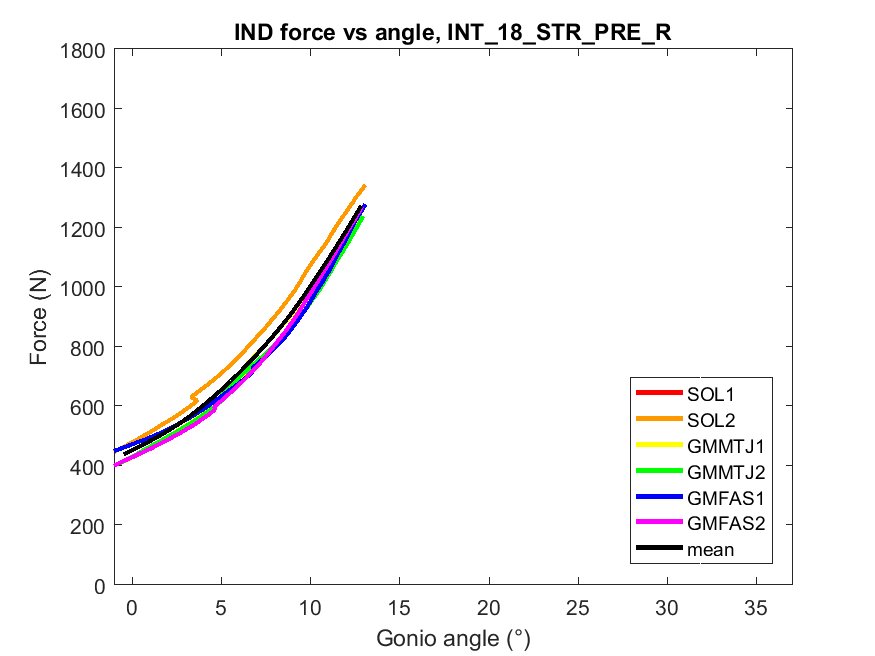 IND force vs angle, INT_18_STR_PRE_R
1800
1600
1400
1200
1000
800
600
400
200
0
Force (N)
0 5 10 15 20 25 30 35
Gonio angle (°)
SOL1
SOL2
GMMTJ1
GMMTJ2
GMFAS1
GMFAS2
mean